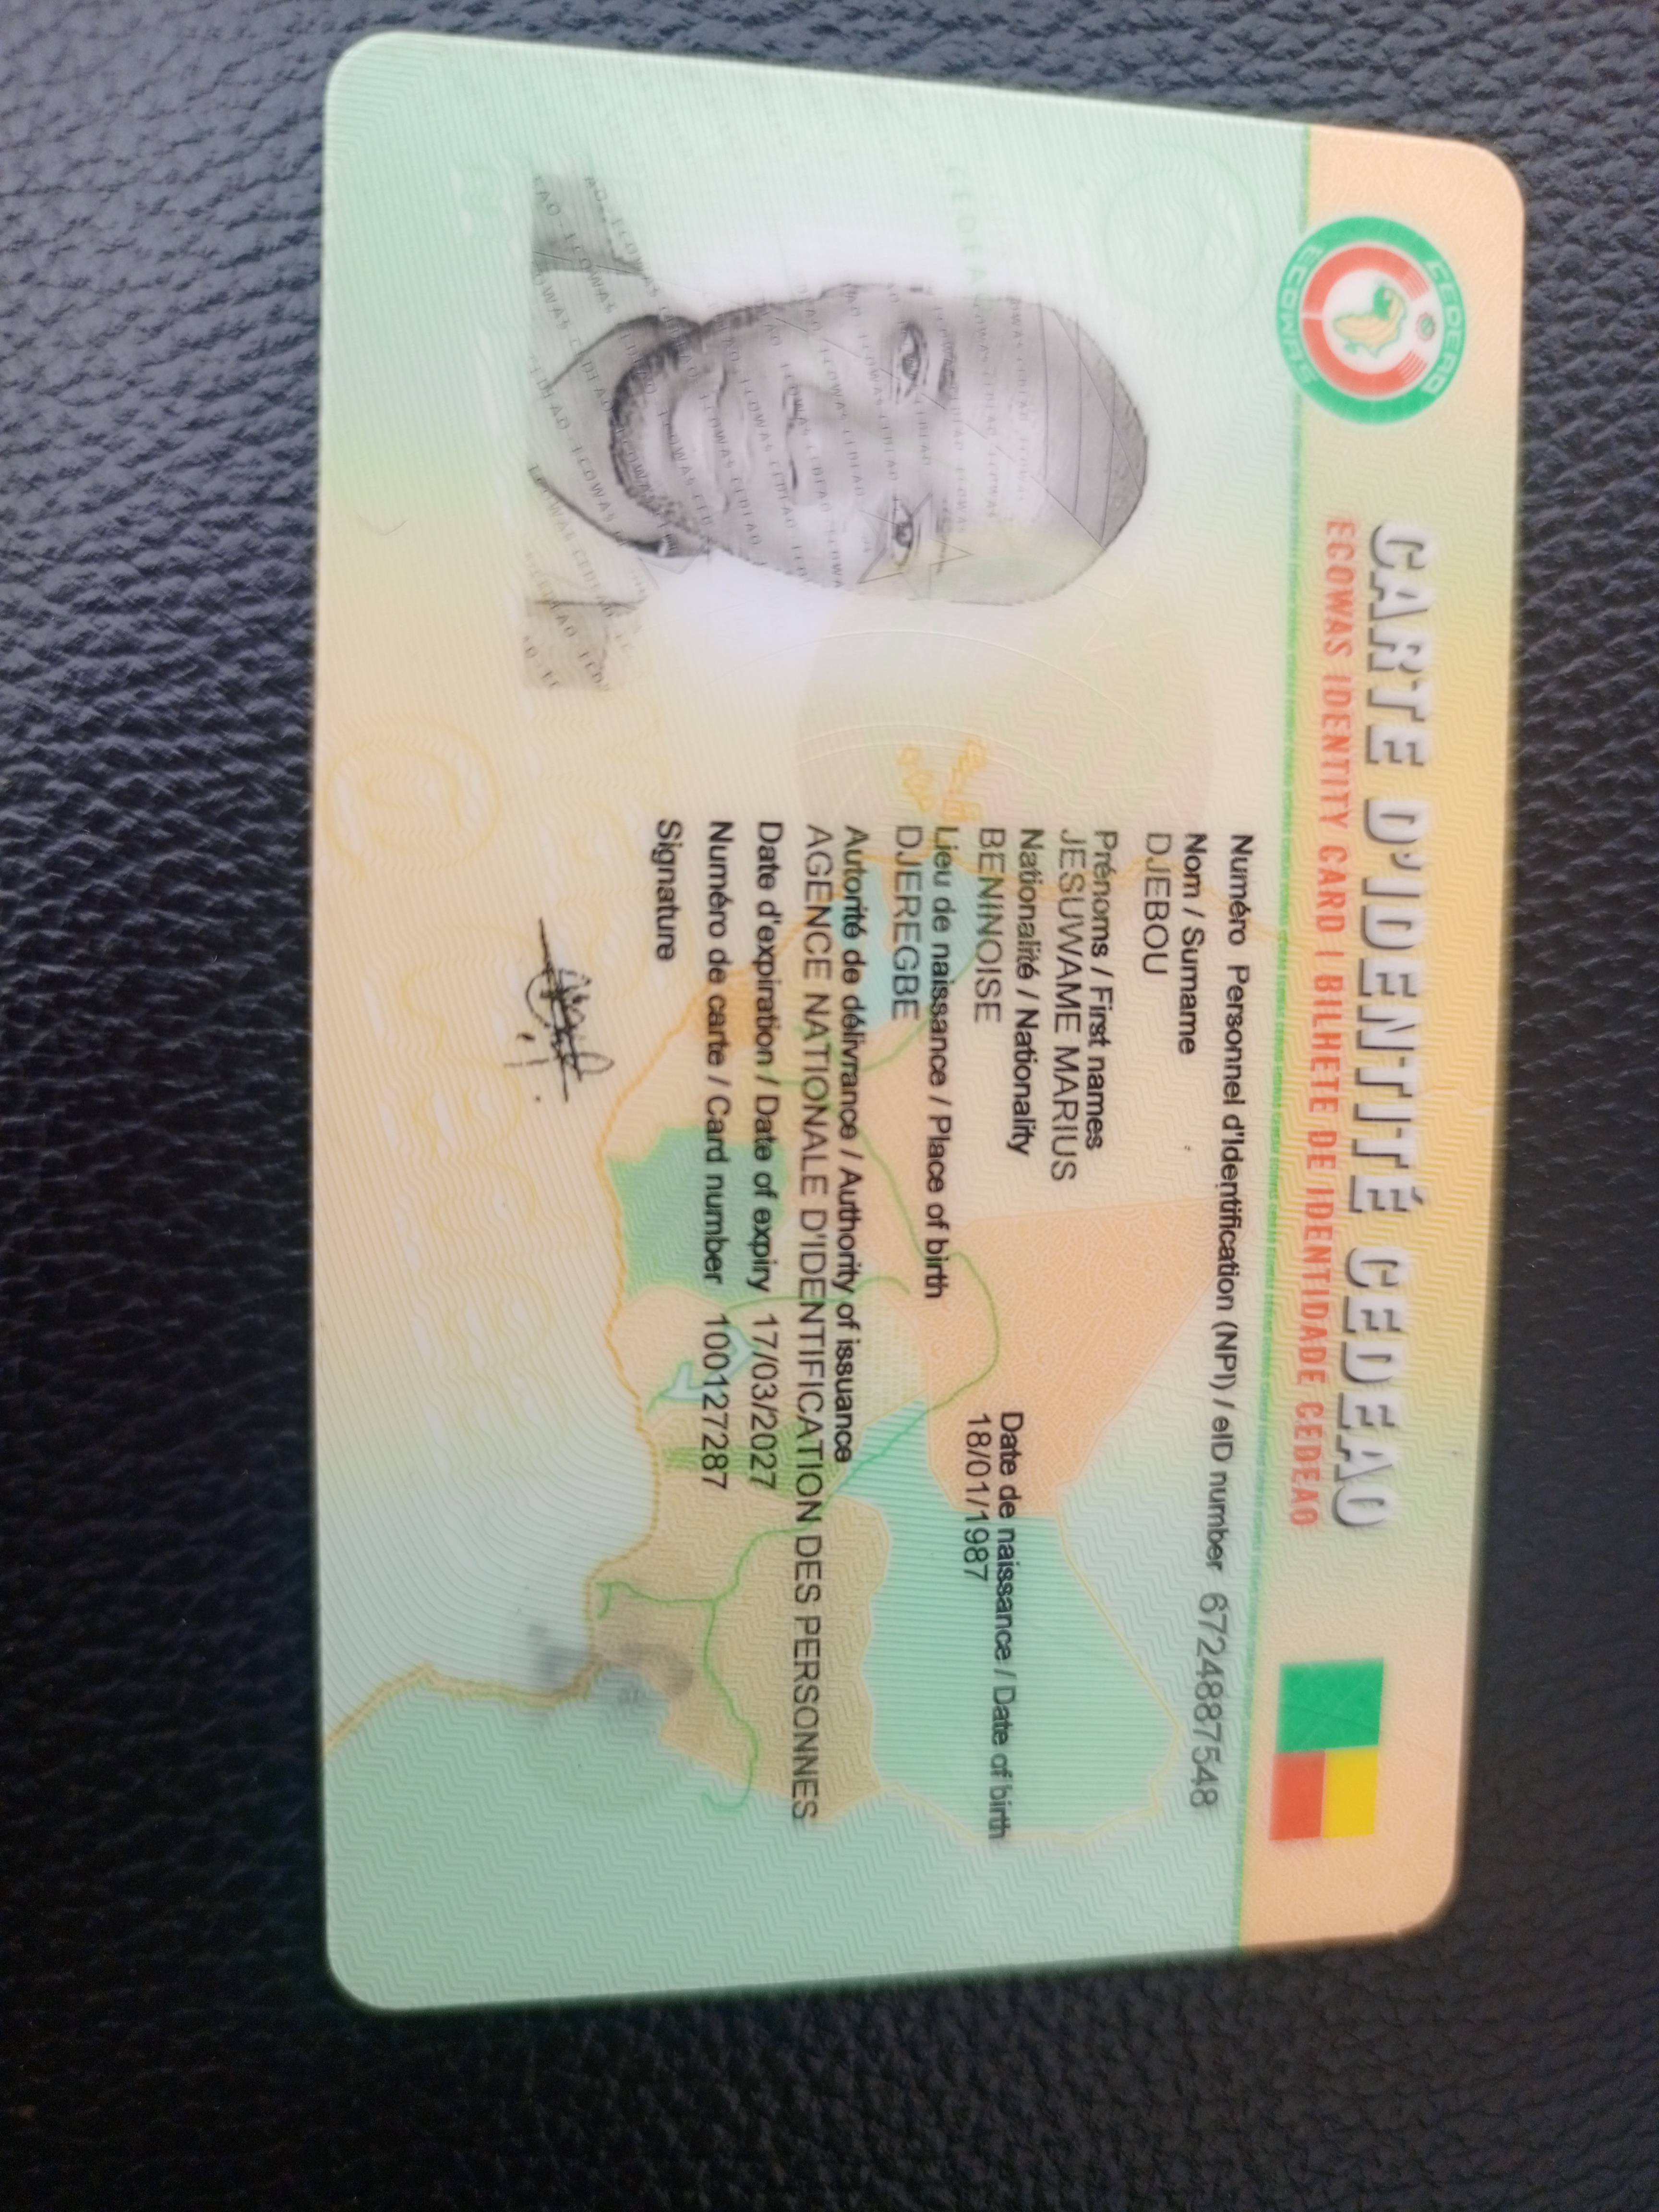 CARTE D'IDENTITÉ CEDEAO
ECOWAS IDENTITY CARD / BILHETE DE IDENTIDADE CEDEAO
CEDEAO
ECOWAS
Numéro Personnel d'Identification (NPI) / eID number 6724887548
Nom / Surname
DJEBOU
Prénoms / First names
JESUWAME MARIUS
Nationalité / Nationality
BENINOISE
Date de naissance / Date of birth
18/01/1987
Lieu de naissance / Place of birth
DJEREGBE
Autorité de délivrance / Authority of issuance
AGENCE NATIONALE D'IDENTIFICATION DES PERSONNES
Date d'expiration / Date of expiry 17/03/2027
Numéro de carte / Card number 100127287
Signature